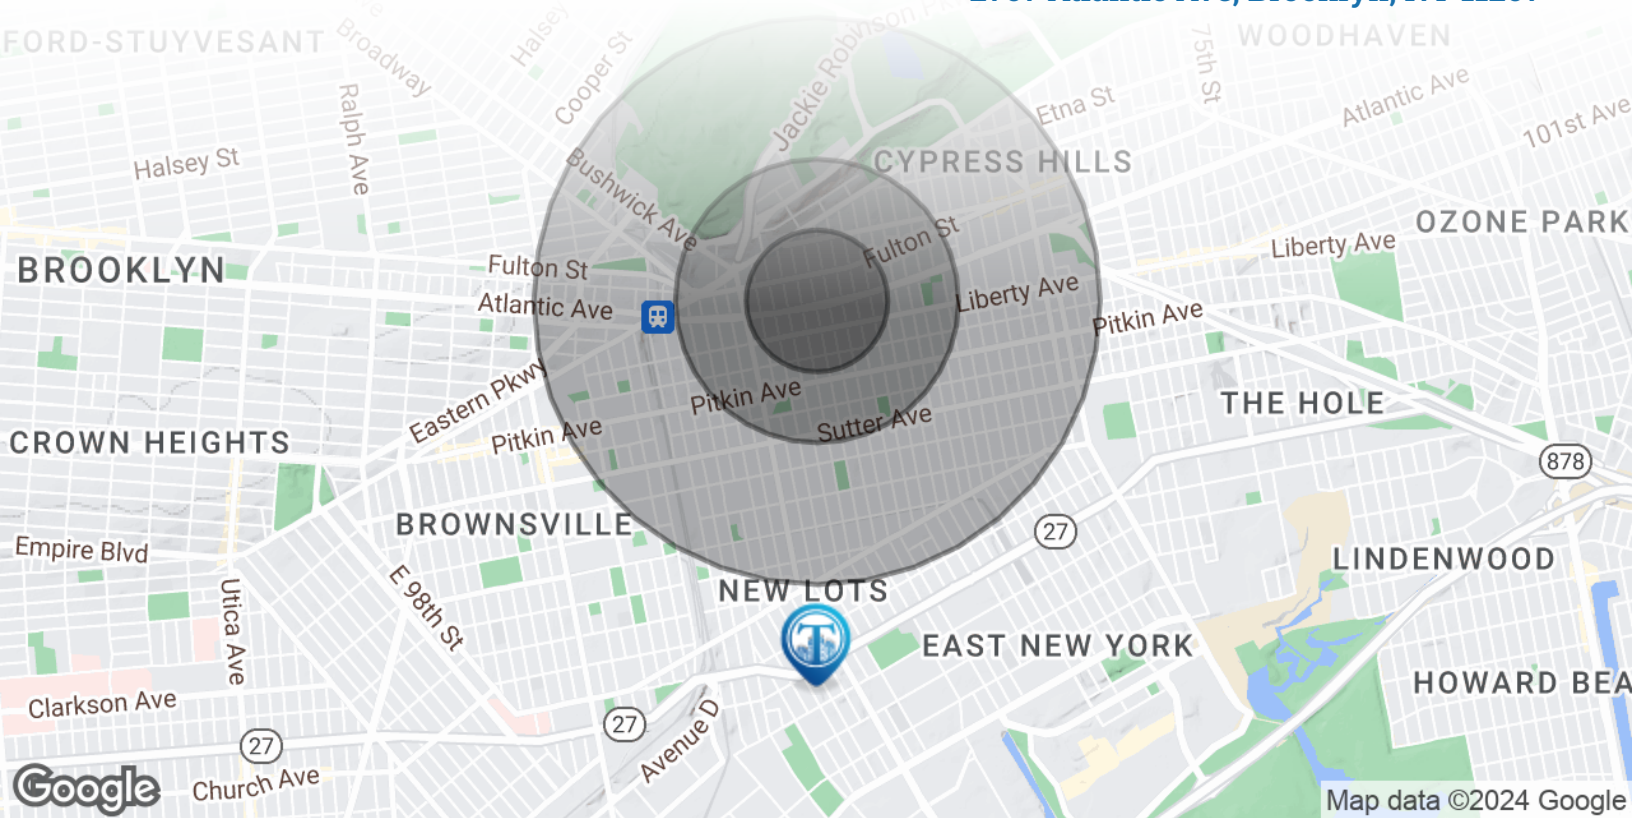 FORD-STUYVESANT
Broadway
Halsey
Cooper St
Jackie Robinson
75th St
WOODHAVEN
Etna St
Atlantic Ave
101st Ave
Halsey St
Ralph Ave
Bushwick Ave
CYPRESS HILLS
OZONE PARK
BROOKLYN
Fulton St
Fulton St
Liberty Ave
Atlantic Ave
Liberty Ave
Pitkin Ave
Eastern Pkwy
Pitkin Ave
Pitkin Ave
Sutter Ave
THE HOLE
CROWN HEIGHTS
878
BROWNSVILLE
27
Empire Blvd
LINDENWOOD
Utica Ave
E 98th St
NEW LOTS
T
EAST NEW YORK
HOWARD BEA
Clarkson Ave
27
27
Avenue D
Church Ave
Google
Map data ©2024 Google